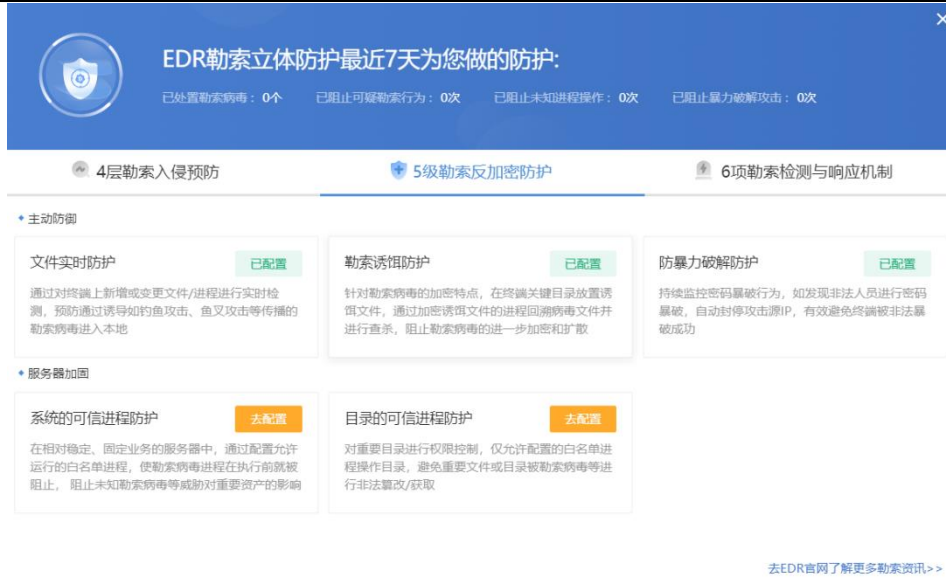 EDR勒索立体防护最近7天为您做的防护:
已处置勒索病毒：0个 已阻止可疑勒索行为：0次 已阻止未知进程操作：0次 已阻止暴力破解攻击：0次
4层勒索入侵预防 5级勒索反加密防护 6项勒索检测与响应机制
主动防御
文件实时防护 已配置
通过对终端上新增或变更文件/进程进行实时检
测，预防通过诱导如钓鱼攻击、鱼叉攻击等传播的
勒索病毒进入本地
勒索诱饵防护 已配置
针对勒索病毒的加密特点，在终端关键目录放置诱
饵文件，通过加密诱饵文件的进程回溯病毒文件并
进行查杀，阻止勒索病毒的进一步加密和扩散
防暴力破解防护 已配置
持续监控密码暴破行为，如发现非法人员进行密码
暴破，自动封停攻击源IP，有效避免终端被非法暴
破成功
服务器加固
系统的可信进程防护 去配置
在相对稳定、固定业务的服务器中，通过配置允许
运行的白名单进程，使勒索病毒进程在执行前就被
阻止， 阻止未知勒索病毒等威胁对重要资产的影响
目录的可信进程防护 去配置
对重要目录进行权限控制，仅允许配置的白名单进
程操作目录，避免重要文件或目录被勒索病毒等进
行非法篡改/获取
去EDR官网了解更多勒索资讯>>